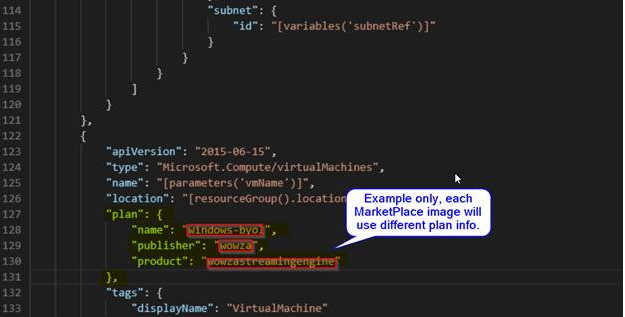 114 "subnet": {
115 "id": "[variables('subnetRef')]"
116 }
117 }
118 }
119 ]
120 }
121 },
122 {
123 "apiVersion": "2015-06-15",
124 "type": "Microsoft.Compute/virtualMachines",
125 "name": "[parameters('vmName')]",
126 "location": "[resourceGroup().location
127 "plan": {
128 "name": "windows-byol",
129 "publisher": "wowza",
130 "product": "wowzastreamingengine"
131 },
132 "tags": {
133 "displayName": "VirtualMachine"
Example only, each
MarketPlace image will
use different plan info.